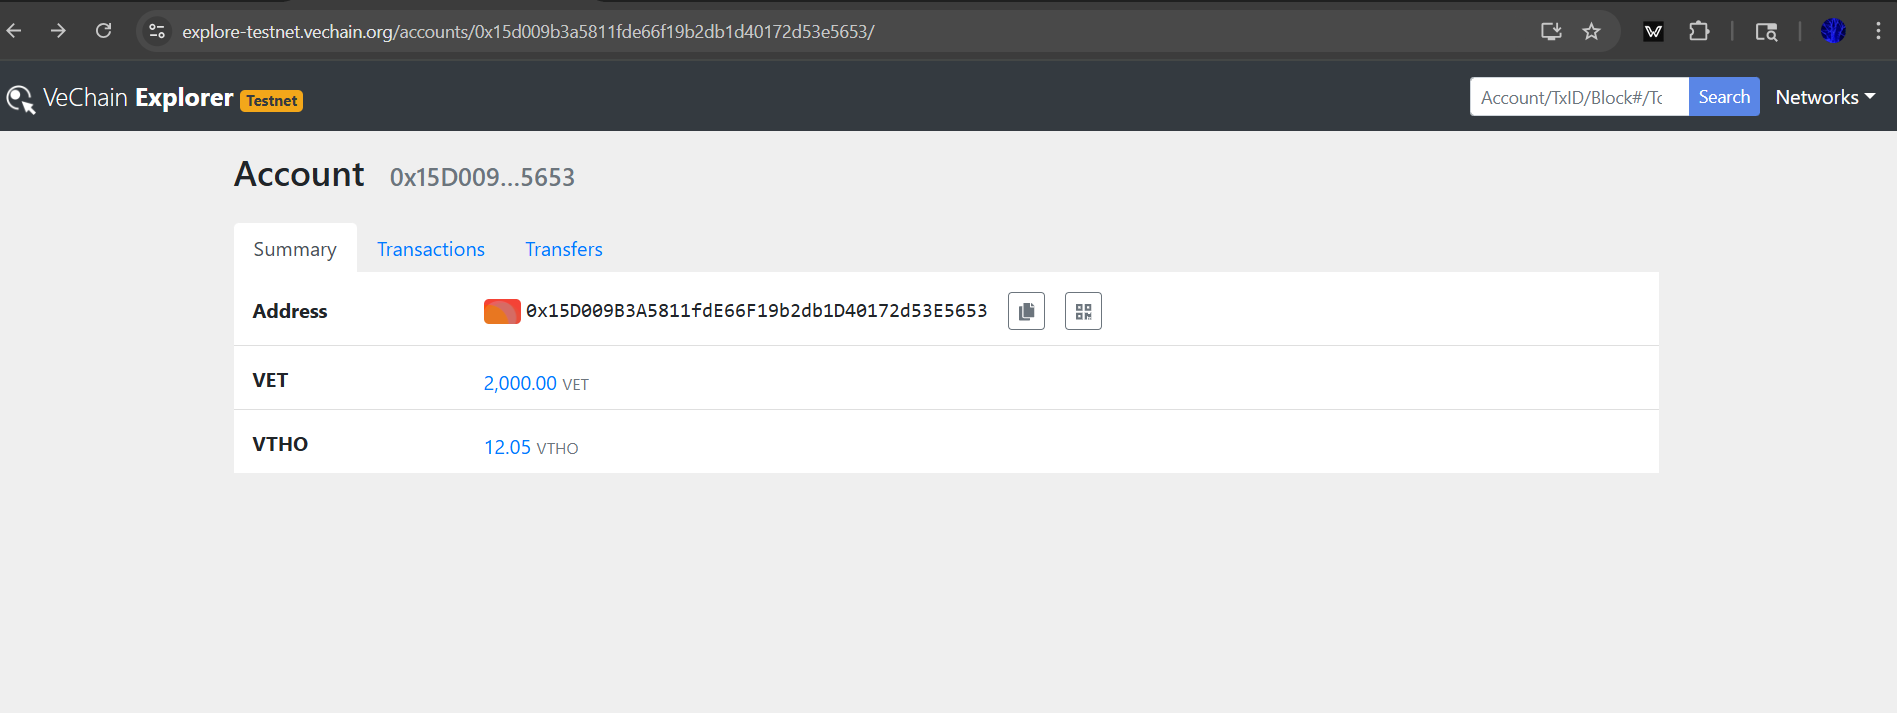 explore-testnet.vechain.org/accounts/0x15d009b3a5811fde66f19b2db1d40172d53e5653/
VeChain Explorer Testnet
Account/TxID/Block#/Tc Search Networks
Account 0x15D009...5653
Summary Transactions Transfers
Address 0x15D009B3A5811fdE66F19b2db1D40172d53E5653
VET 2,000.00 VET
VTHO 12.05 VTHO